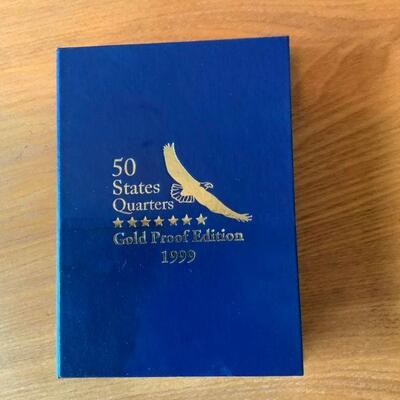 50
States
Quarters
★★★★★★★
Gold Proof Edition
1999